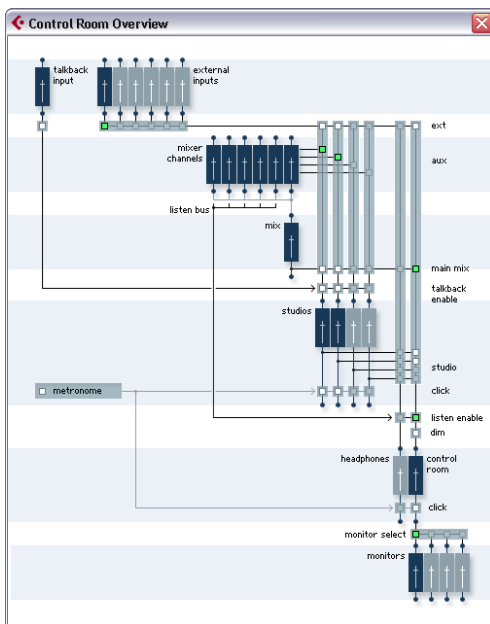 Control Room Overview
talkback
input
external
inputs
ext
mixer
channels
aux
listen bus
mix
main mix
talkback
enable
studios
studio
metronome
click
listen enable
dim
headphones
control
room
click
monitor select
monitors